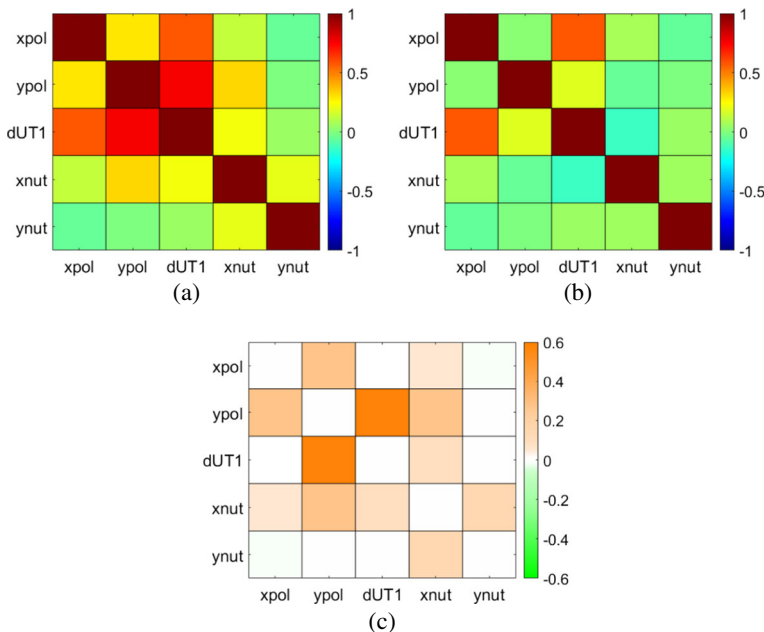 xpol
ypol
dUT1
xnut
ynut
xpol ypol dUT1 xnut ynut
1
0.5
0
-0.5
-1
(a)
xpol
ypol
dUT1
xnut
ynut
xpol ypol dUT1 xnut ynut
1
0.5
0
-0.5
-1
(b)
xpol
ypol
dUT1
xnut
ynut
xpol ypol dUT1 xnut ynut
0.6
0.4
0.2
0
-0.2
-0.4
-0.6
(c)